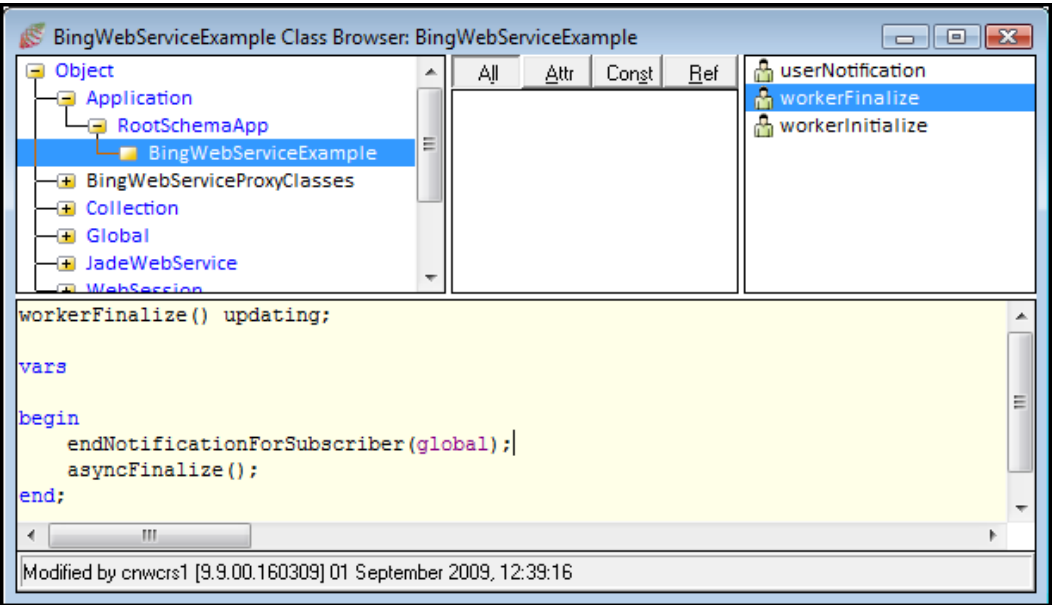 BingWebServiceExample Class Browser: BingWebServiceExample
Object
Application
RootSchemaApp
BingWebServiceExample
BingWebServiceProxyClasses
Collection
Global
JadeWebService
WebSession
All Attr Const Ref
userNotification
workerFinalize
workerInitialize
workerFinalize() updating;
vars
begin
endNotificationForSubscriber(global);
asyncFinalize();
end;
Modified by cnwcrs1 [9.9.00.160309] 01 September 2009, 12:39:16